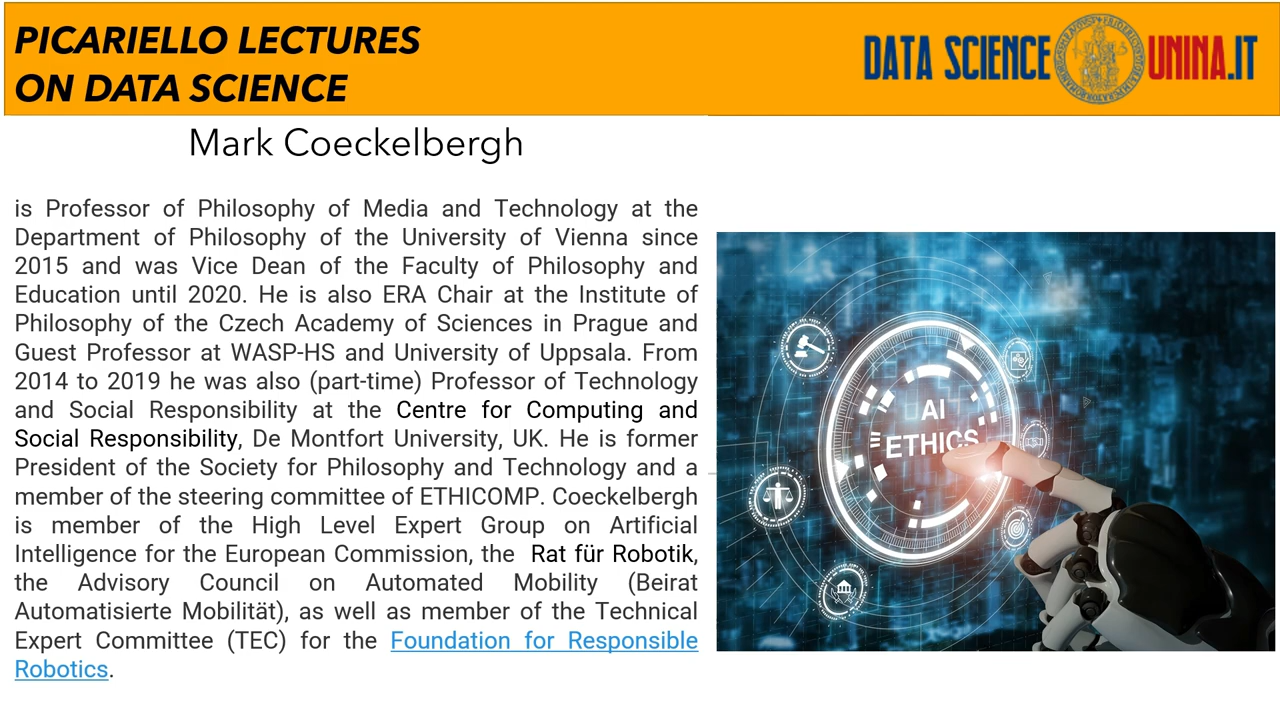 PICARIELLO LECTURES
ON DATA SCIENCE
DATA SCIENCE UNINA.IT
Mark Coeckelbergh
is Professor of Philosophy of Media and Technology at the
Department of Philosophy of the University of Vienna since
2015 and was Vice Dean of the Faculty of Philosophy and
Education until 2020. He is also ERA Chair at the Institute of
Philosophy of the Czech Academy of Sciences in Prague and
Guest Professor at WASP-HS and University of Uppsala. From
2014 to 2019 he was also (part-time) Professor of Technology
and Social Responsibility at the Centre for Computing and
Social Responsibility, De Montfort University, UK. He is former
President of the Society for Philosophy and Technology and a
member of the steering committee of ETHICOMP. Coeckelbergh
is member of the High Level Expert Group on Artificial
Intelligence for the European Commission, the Rat für Robotik,
the Advisory Council on Automated Mobility (Beirat
Automatisierte Mobilität), as well as member of the Technical
Expert Committee (TEC) for the Foundation for Responsible
Robotics.
AI
ETHICS